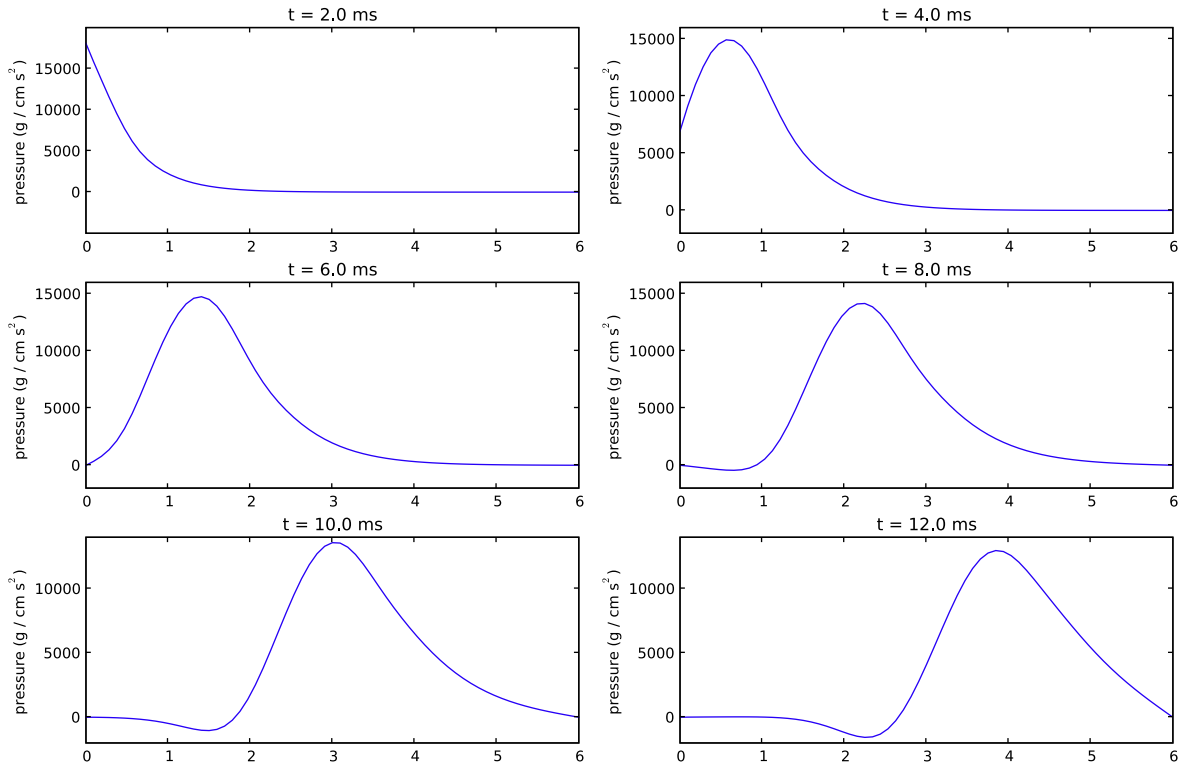 t = 2.0 ms
pressure (g / cm s²)
15000
10000
5000
0
0 1 2 3 4 5 6
t = 4.0 ms
pressure (g / cm s²)
15000
10000
5000
0
0 1 2 3 4 5 6
t = 6.0 ms
pressure (g / cm s²)
15000
10000
5000
0
0 1 2 3 4 5 6
t = 8.0 ms
pressure (g / cm s²)
15000
10000
5000
0
0 1 2 3 4 5 6
t = 10.0 ms
pressure (g / cm s²)
10000
5000
0
0 1 2 3 4 5 6
t = 12.0 ms
pressure (g / cm s²)
10000
5000
0
0 1 2 3 4 5 6